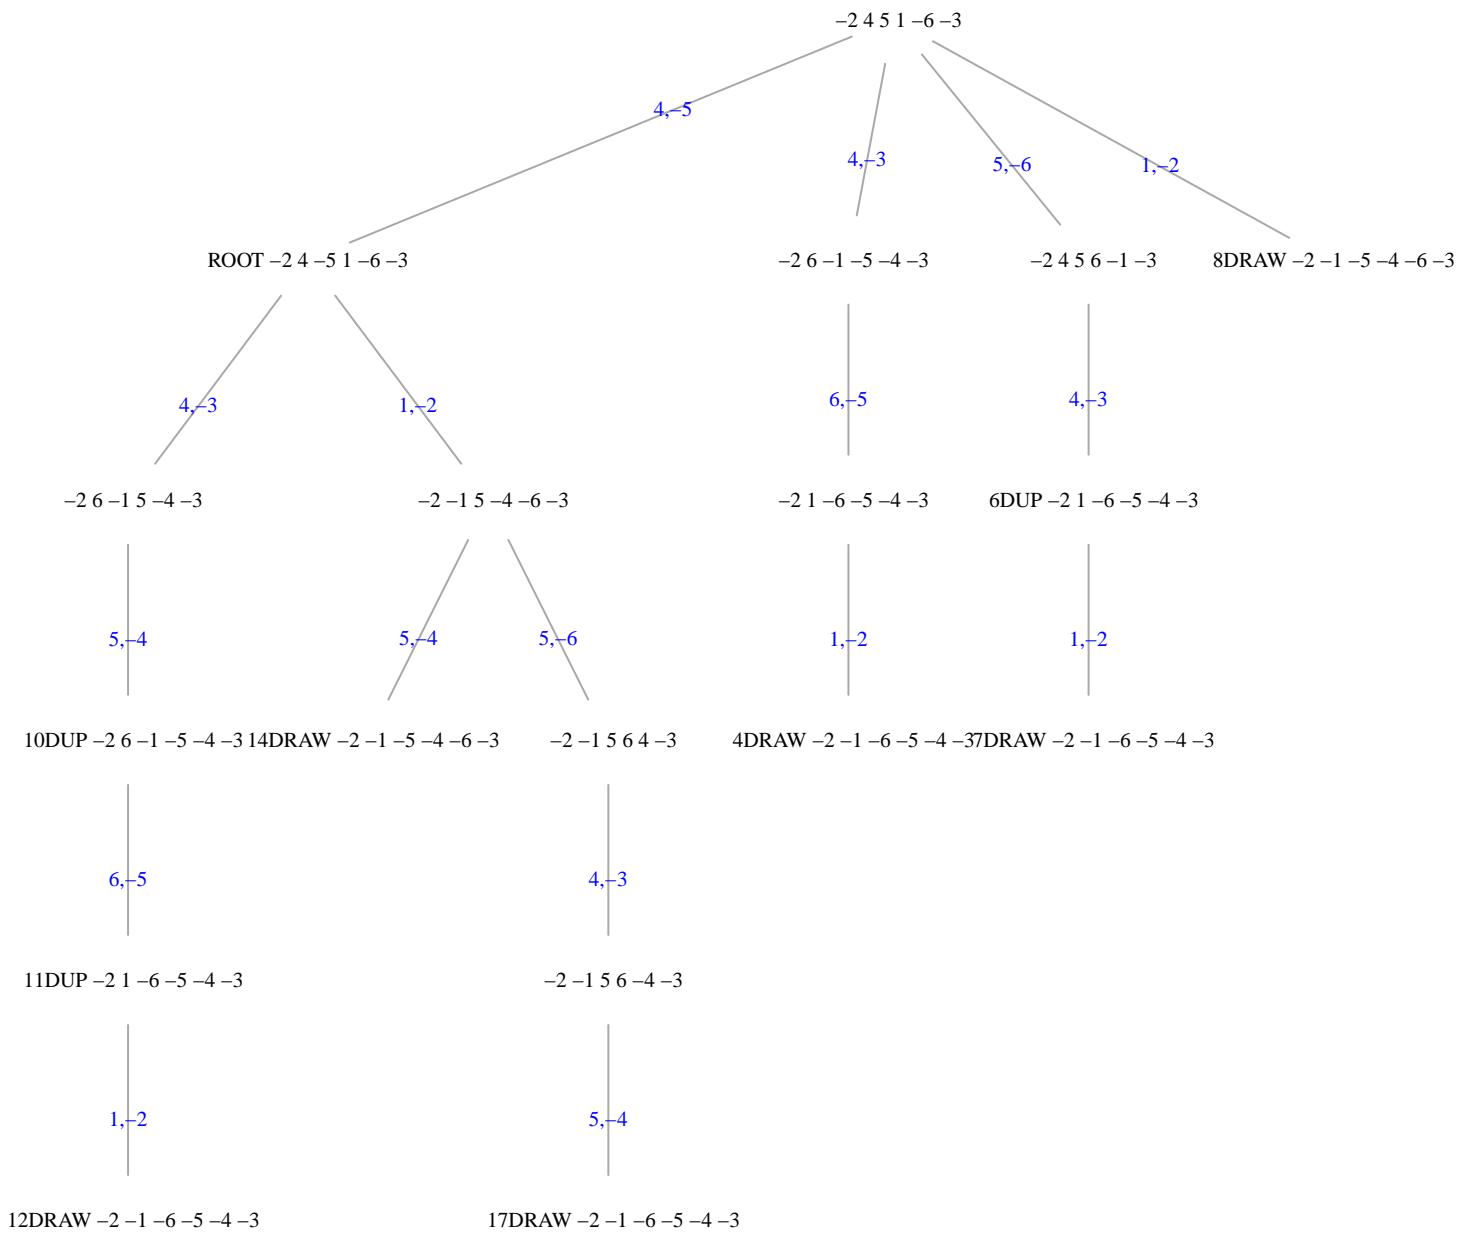 −2 4 5 1 −6 −3
4,−5
4,−3
5,−6
1,−2
ROOT −2 4 −5 1 −6 −3
−2 6 −1 −5 −4 −3
−2 4 5 6 −1 −3
8DRAW −2 −1 −5 −4 −6 −3
4,−3
1,−2
6,−5
4,−3
−2 6 −1 5 −4 −3
−2 −1 5 −4 −6 −3
−2 1 −6 −5 −4 −3
6DUP −2 1 −6 −5 −4 −3
5,−4
5,−4
5,−6
1,−2
1,−2
10DUP −2 6 −1 −5 −4 −3
14DRAW −2 −1 −5 −4 −6 −3
−2 −1 5 6 4 −3
4DRAW −2 −1 −6 −5 −4 −3
7DRAW −2 −1 −6 −5 −4 −3
6,−5
4,−3
11DUP −2 1 −6 −5 −4 −3
−2 −1 5 6 −4 −3
1,−2
5,−4
12DRAW −2 −1 −6 −5 −4 −3
17DRAW −2 −1 −6 −5 −4 −3